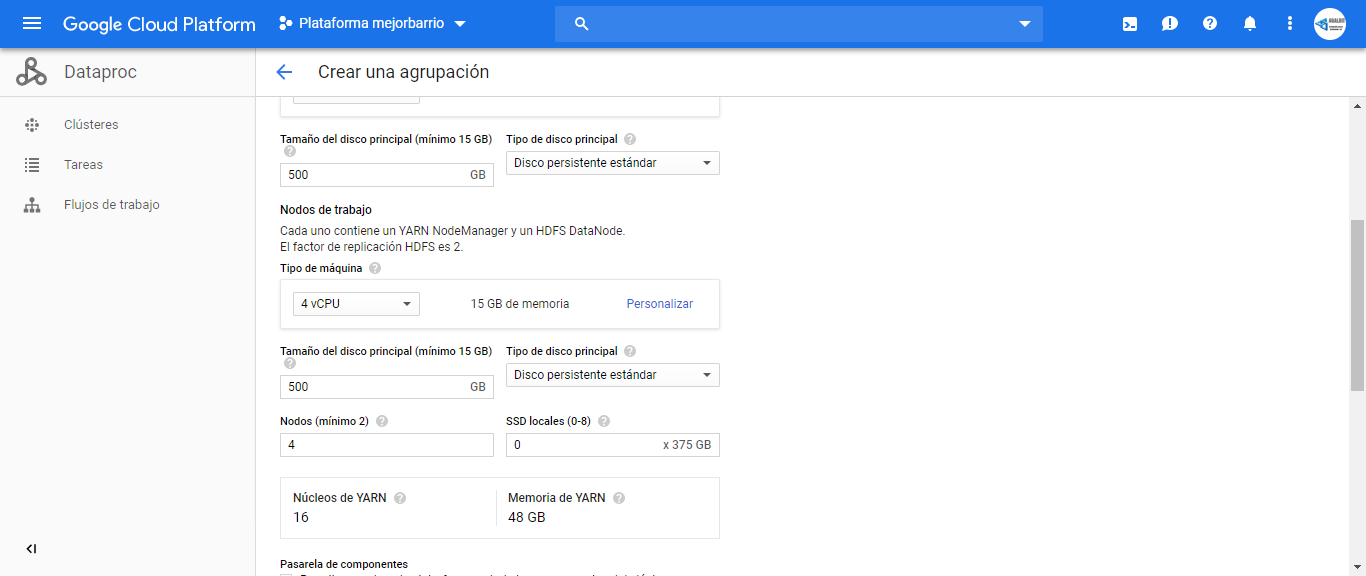 Google Cloud Platform
Plataforma mejorbarrio
Dataproc
Crear una agrupación
Clústeres
Tareas
Flujos de trabajo
Tamaño del disco principal (mínimo 15 GB)
Tipo de disco principal
500 GB
Disco persistente estándar
Nodos de trabajo
Cada uno contiene un YARN NodeManager y un HDFS DataNode.
El factor de replicación HDFS es 2.
Tipo de máquina
4 vCPU
15 GB de memoria
Personalizar
Tamaño del disco principal (mínimo 15 GB)
Tipo de disco principal
500 GB
Disco persistente estándar
Nodos (mínimo 2)
SSD locales (0-8)
4
0 x 375 GB
Núcleos de YARN
Memoria de YARN
16
48 GB
Pasarela de componentes